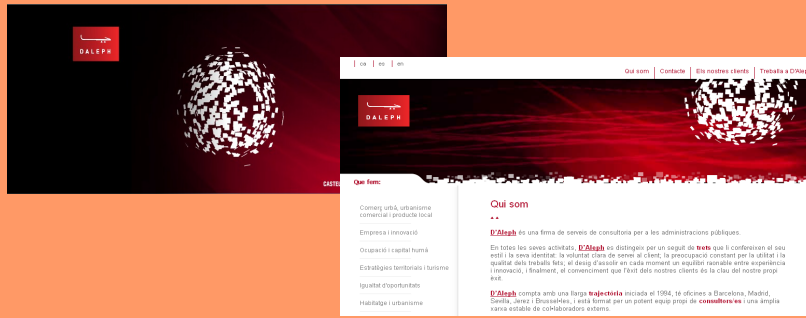 DALEPH
CASTEL
ca es en
Qui som Contacte Els nostres clients Treballa a D'Alep
DALEPH
Que fem:
Comerç urbà, urbanisme
comercial i producte local
Empresa i innovació
Ocupació i capital humà
Estratègies territorials i turisme
Igualtat d'oportunitats
Habitatge i urbanisme
Qui som
D'Aleph és una firma de serveis de consultoria per a les administracions públiques.
En totes les seves activitats, D'Aleph es distingeix per un seguit de trets que li confereixen el seu
estil i la seva identitat: la voluntat clara de servei al client; la preocupació constant per la utilitat i la
qualitat dels treballs fets; el desig d'assolir en cada moment un equilibri raonable entre experiència
i innovació, i finalment, el convenciment que l'èxit dels nostres clients és la clau del nostre propi
èxit.
D'Aleph compta amb una llarga trajectòria iniciada el 1994, té oficines a Barcelona, Madrid,
Sevilla, Jerez i Brussel•les, i està format per un potent equip propi de consultors/es i una àmplia
xarxa estable de col•laboradors externs.